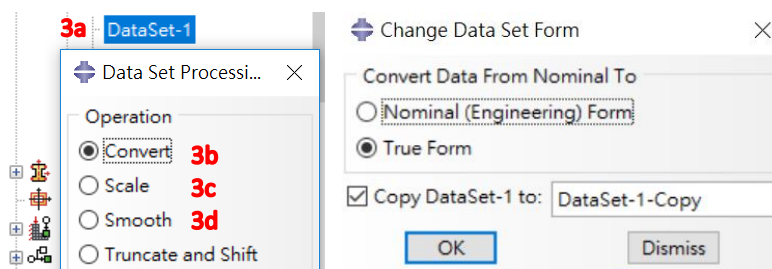 3a DataSet-1
Data Set Processi...
Operation
Convert 3b
Scale 3c
Smooth 3d
Truncate and Shift
Change Data Set Form
Convert Data From Nominal To
Nominal (Engineering) Form
True Form
Copy DataSet-1 to: DataSet-1-Copy
OK Dismiss